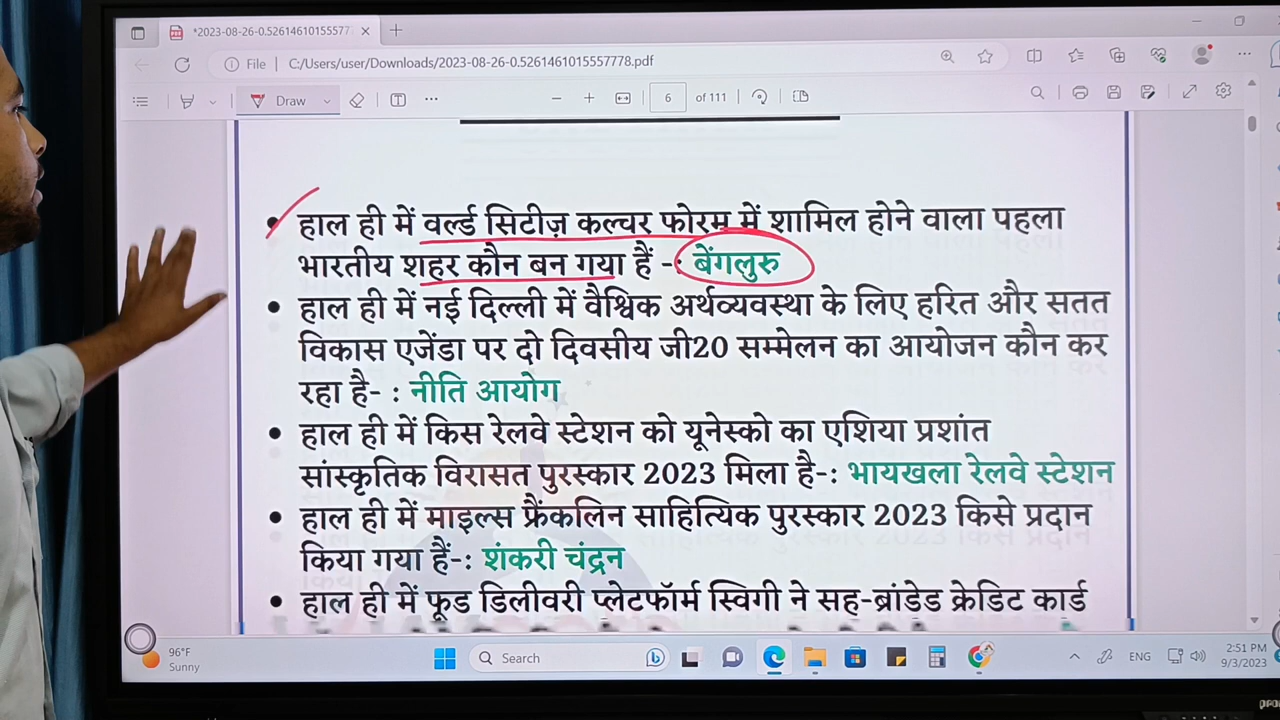 *2023-08-26-0.52614610155577
File | C:/Users/user/Downloads/2023-08-26-0.5261461015557778.pdf
Draw 6 of 111
हाल ही में वर्ल्ड सिटीज़ कल्चर फोरम में शामिल होने वाला पहला
भारतीय शहर कौन बन गया हैं -: बेंगलुरु
हाल ही में नई दिल्ली में वैश्विक अर्थव्यवस्था के लिए हरित और सतत
विकास एजेंडा पर दो दिवसीय जी20 सम्मेलन का आयोजन कौन कर
रहा है- : नीति आयोग
हाल ही में किस रेलवे स्टेशन को यूनेस्को का एशिया प्रशांत
सांस्कृतिक विरासत पुरस्कार 2023 मिला है-: भायखला रेलवे स्टेशन
हाल ही में माइल्स फ्रैंकलिन साहित्यिक पुरस्कार 2023 किसे प्रदान
किया गया हैं-: शंकरी चंद्रन
हाल ही में फूड डिलीवरी प्लेटफॉर्म स्विगी ने सह-ब्रांडेड क्रेडिट कार्ड
96°F
Sunny
Search
ENG
2:51 PM
9/3/2023